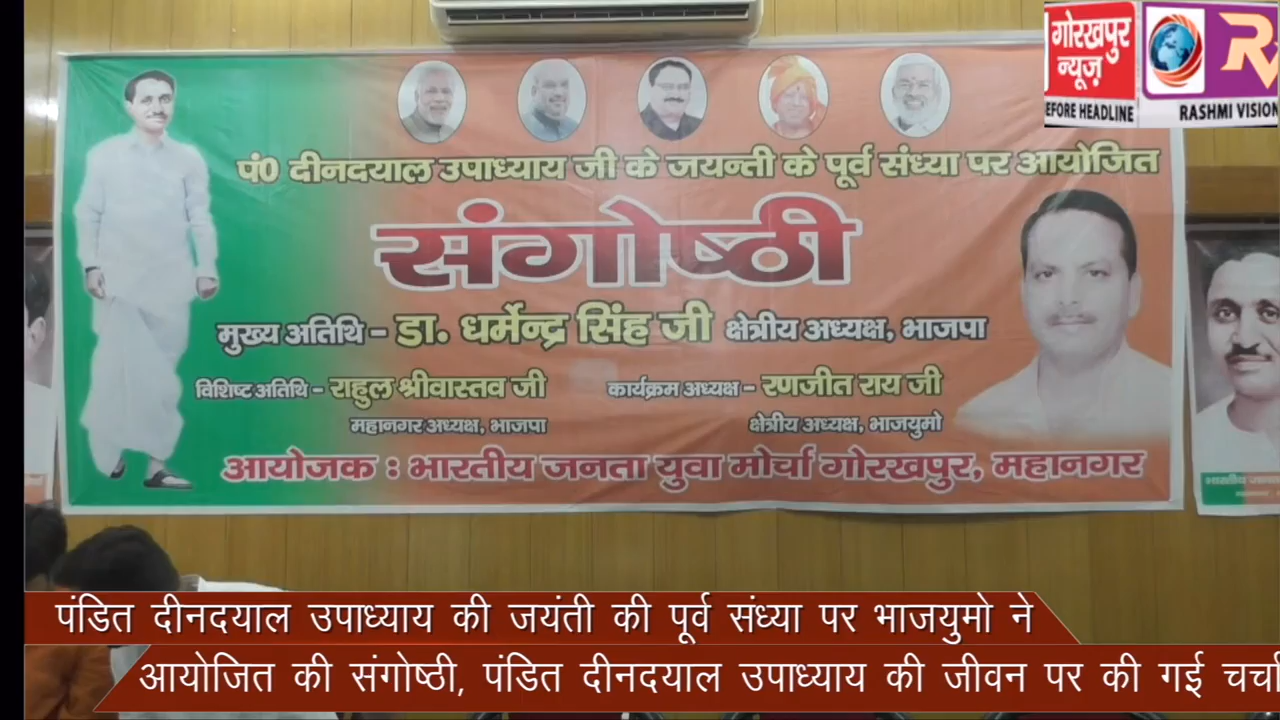 गोरखपुर
न्यूज़
EFORE HEADLINE
R
RASHMI VISION
पं0 दीनदयाल उपाध्याय जी के जयन्ती के पूर्व संध्या पर आयोजित
संगोष्ठी
मुख्य अतिथि - डा. धर्मेन्द्र सिंह जी क्षेत्रीय अध्यक्ष, भाजपा
विशिष्ट अतिथि - राहुल श्रीवास्तव जी कार्यक्रम अध्यक्ष - रणजीत राय जी
महानगर अध्यक्ष, भाजपा क्षेत्रीय अध्यक्ष, भाजयुमो
आयोजक : भारतीय जनता युवा मोर्चा गोरखपुर, महानगर
पंडित दीनदयाल उपाध्याय की जयंती की पूर्व संध्या पर भाजयुमो ने
आयोजित की संगोष्ठी, पंडित दीनदयाल उपाध्याय की जीवन पर की गई चर्चा